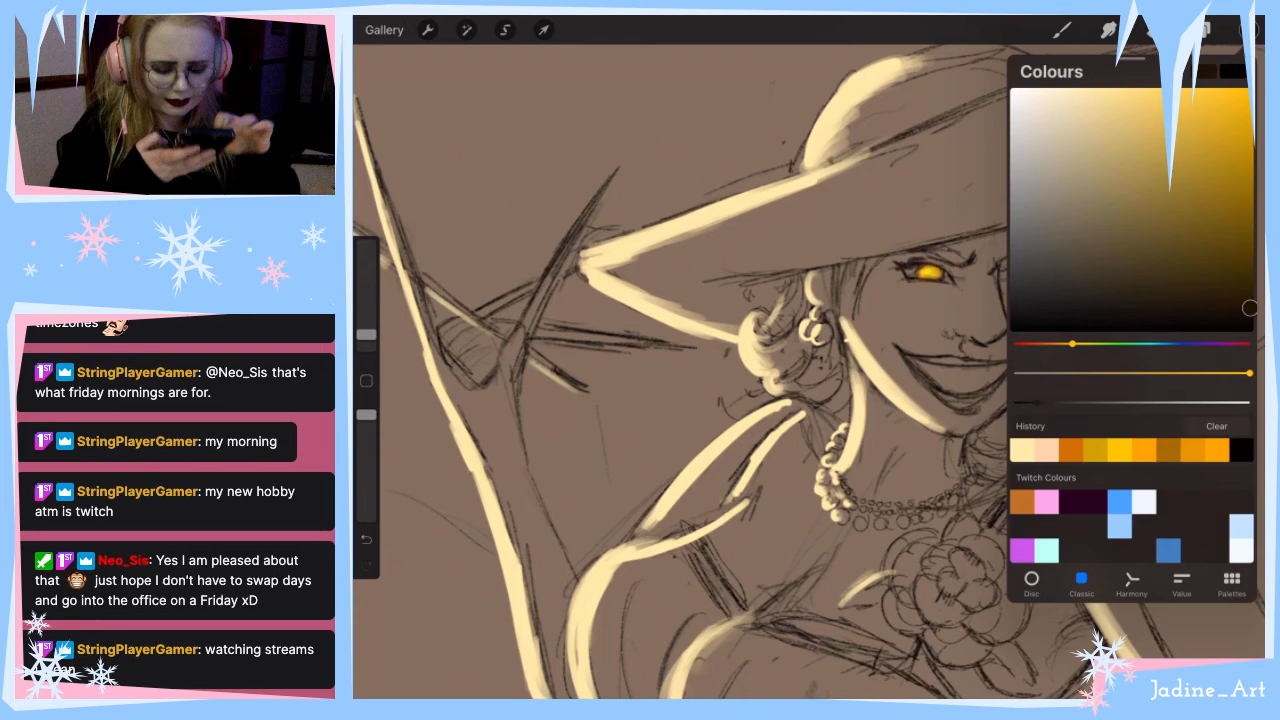 Gallery
Colours
timezones
StringPlayerGamer: @Neo_Sis that's
what friday mornings are for.
StringPlayerGamer: my morning
StringPlayerGamer: my new hobby
atm is twitch
Neo_Sis: Yes I am pleased about
that just hope I don't have to swap days
and go into the office on a Friday xD
StringPlayerGamer: watching streams
History
Clear
Twitch Colours
Disc
Classic
Harmony
Value
Palettes
Jadine_Art